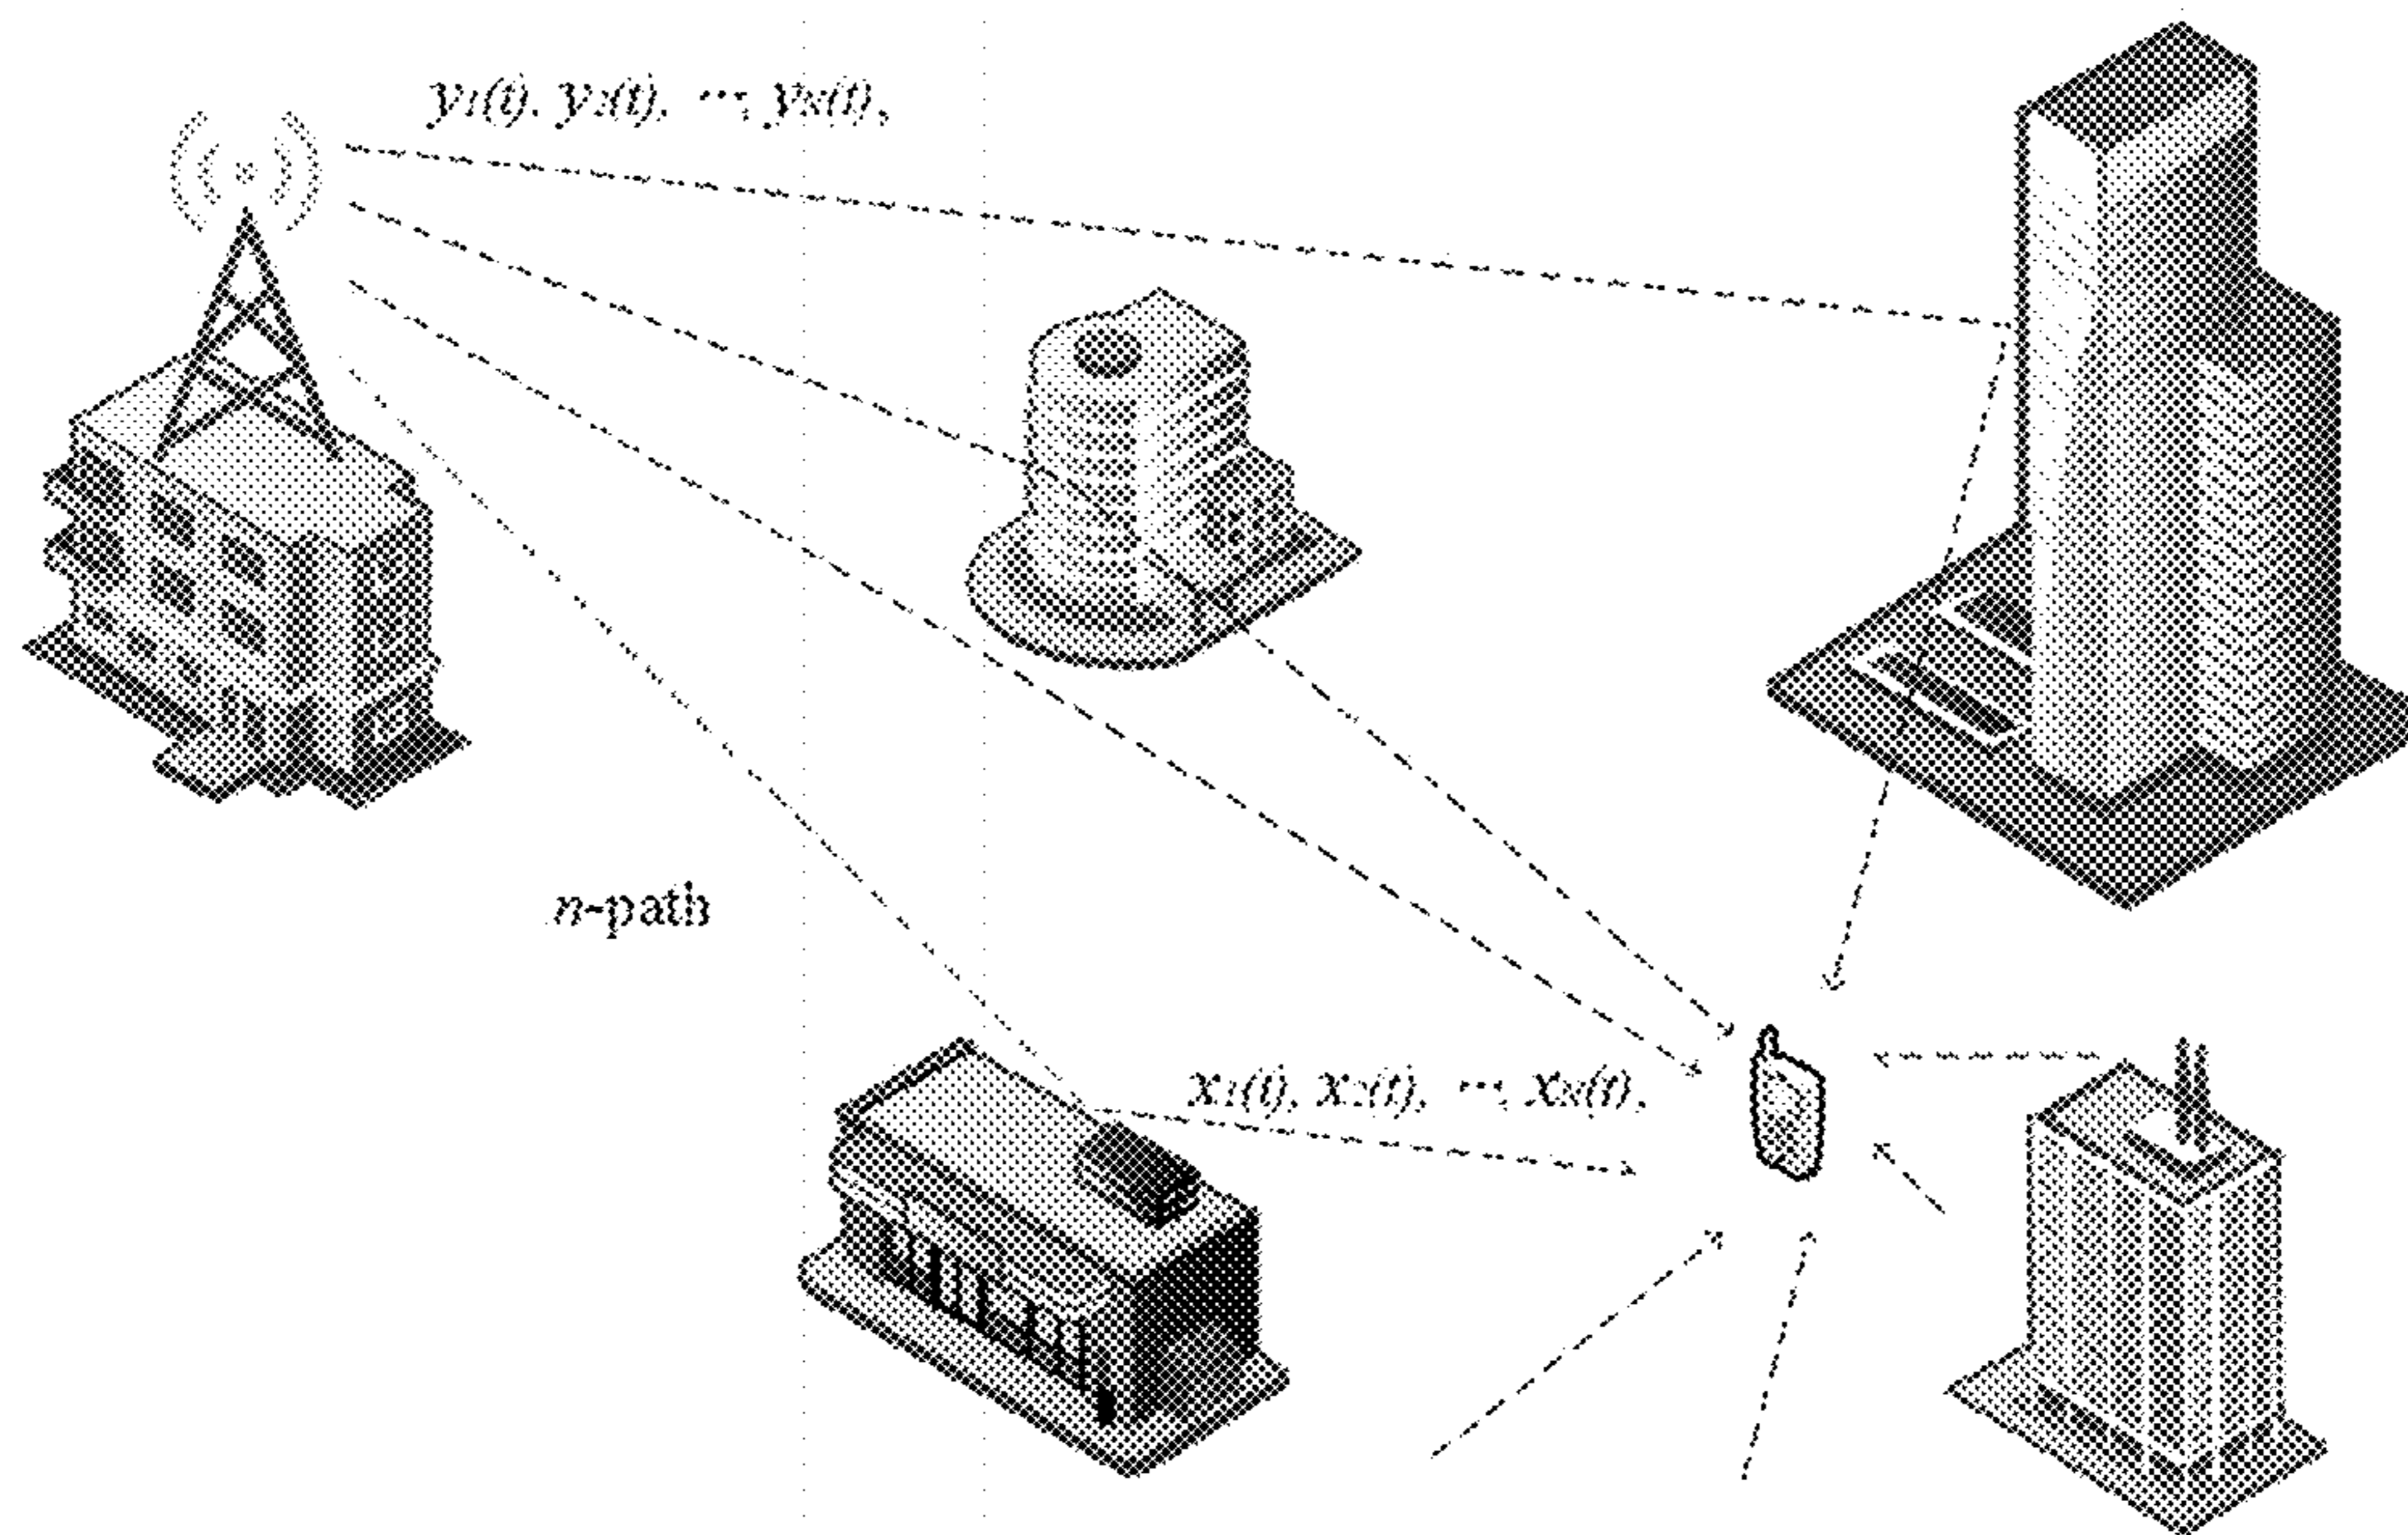 y1(t), y2(t), ···, yN(t),
n-path
x1(t), x2(t), ···, xN(t),